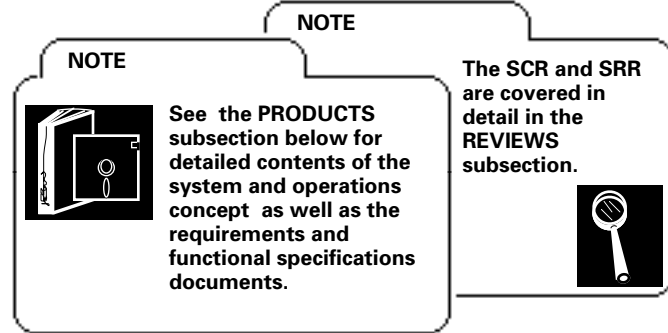 NOTE
See the PRODUCTS
subsection below for
detailed contents of the
system and operations
concept as well as the
requirements and
functional specifications
documents.
NOTE
The SCR and SRR
are covered in
detail in the
REVIEWS
subsection.